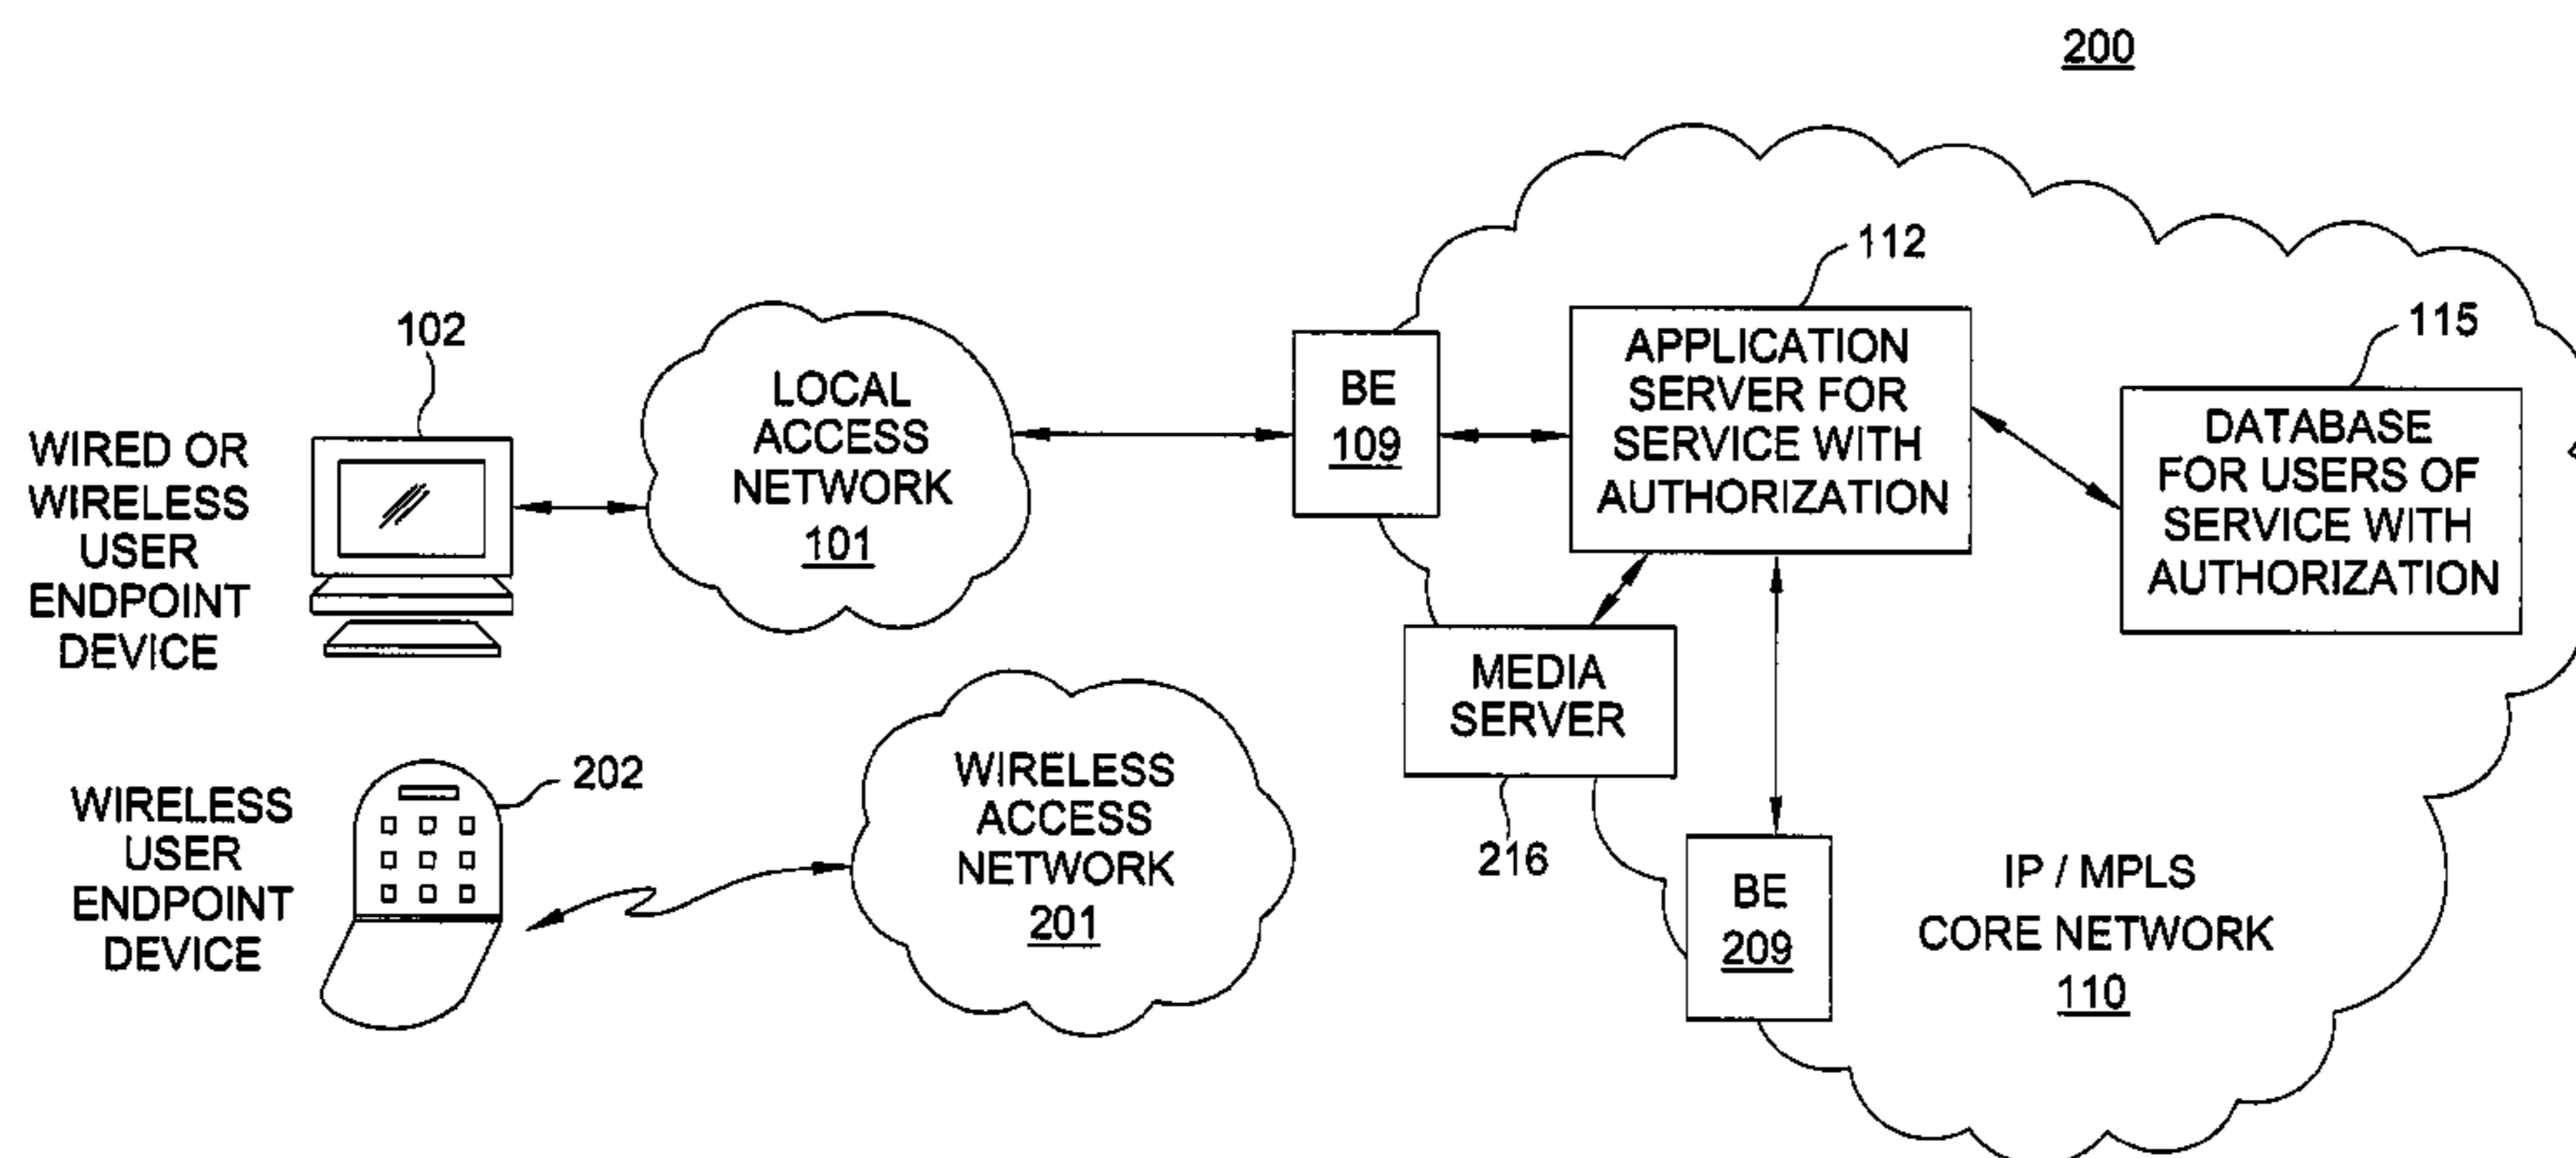 200
102
WIRED OR
WIRELESS
USER
ENDPOINT
DEVICE
LOCAL
ACCESS
NETWORK
101
BE
109
112
APPLICATION
SERVER FOR
SERVICE WITH
AUTHORIZATION
115
DATABASE
FOR USERS OF
SERVICE WITH
AUTHORIZATION
MEDIA
SERVER
216
WIRELESS
USER
ENDPOINT
DEVICE
202
WIRELESS
ACCESS
NETWORK
201
BE
209
IP / MPLS
CORE NETWORK
110